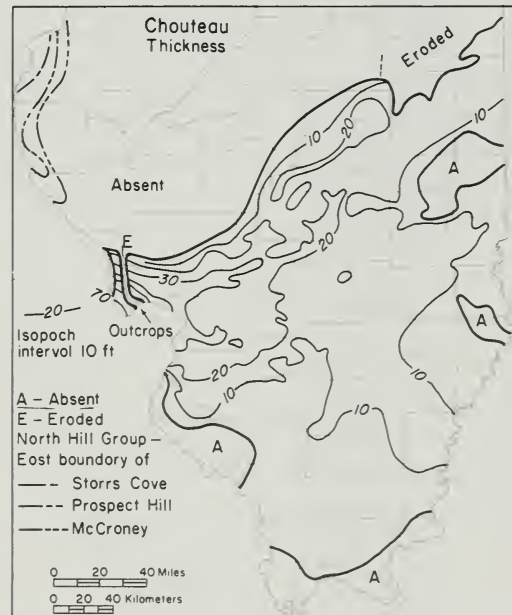 Chouteau
Thickness
Eroded
10
20
10
A
Absent
E
20
30
70
—20—
Isopach
interval 10 ft
Outcrops
A
20
10
10
10
A
A
A – Absent
E – Eroded
North Hill Group –
East boundary of
Storrs Cove
Prospect Hill
McCroney
0 20 40 Miles
0 20 40 Kilometers